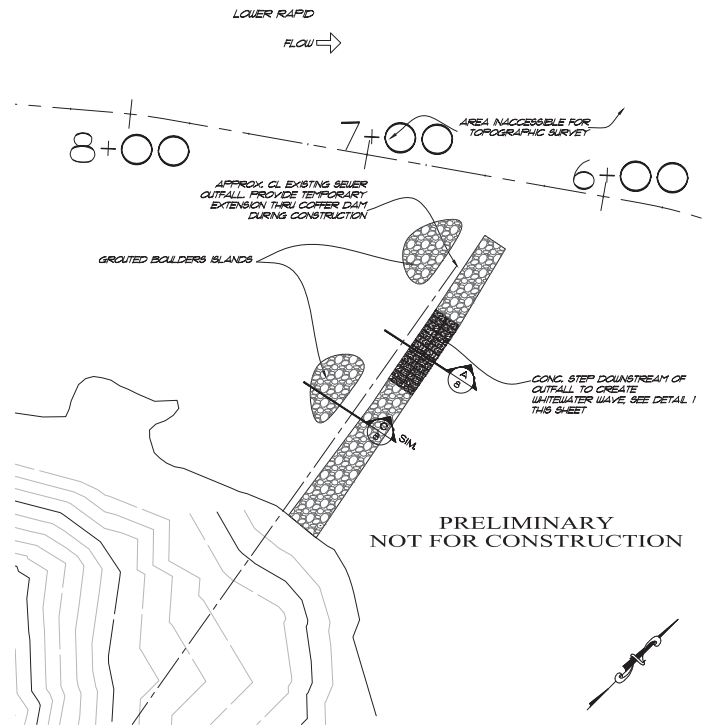 LOWER RAPID
FLOW
8+00
7+00
6+00
AREA INACCESSIBLE FOR
TOPOGRAPHIC SURVEY
APPROX. CL EXISTING SEWER
OUTFALL. PROVIDE TEMPORARY
EXTENSION THRU COFFER DAM
DURING CONSTRUCTION
GROUTED BOULDERS ISLANDS
A
8
CONC. STEP DOWNSTREAM OF
OUTFALL TO CREATE
WHITEWATER WAVE, SEE DETAIL 1
THIS SHEET
C
8
SIM.
PRELIMINARY
NOT FOR CONSTRUCTION